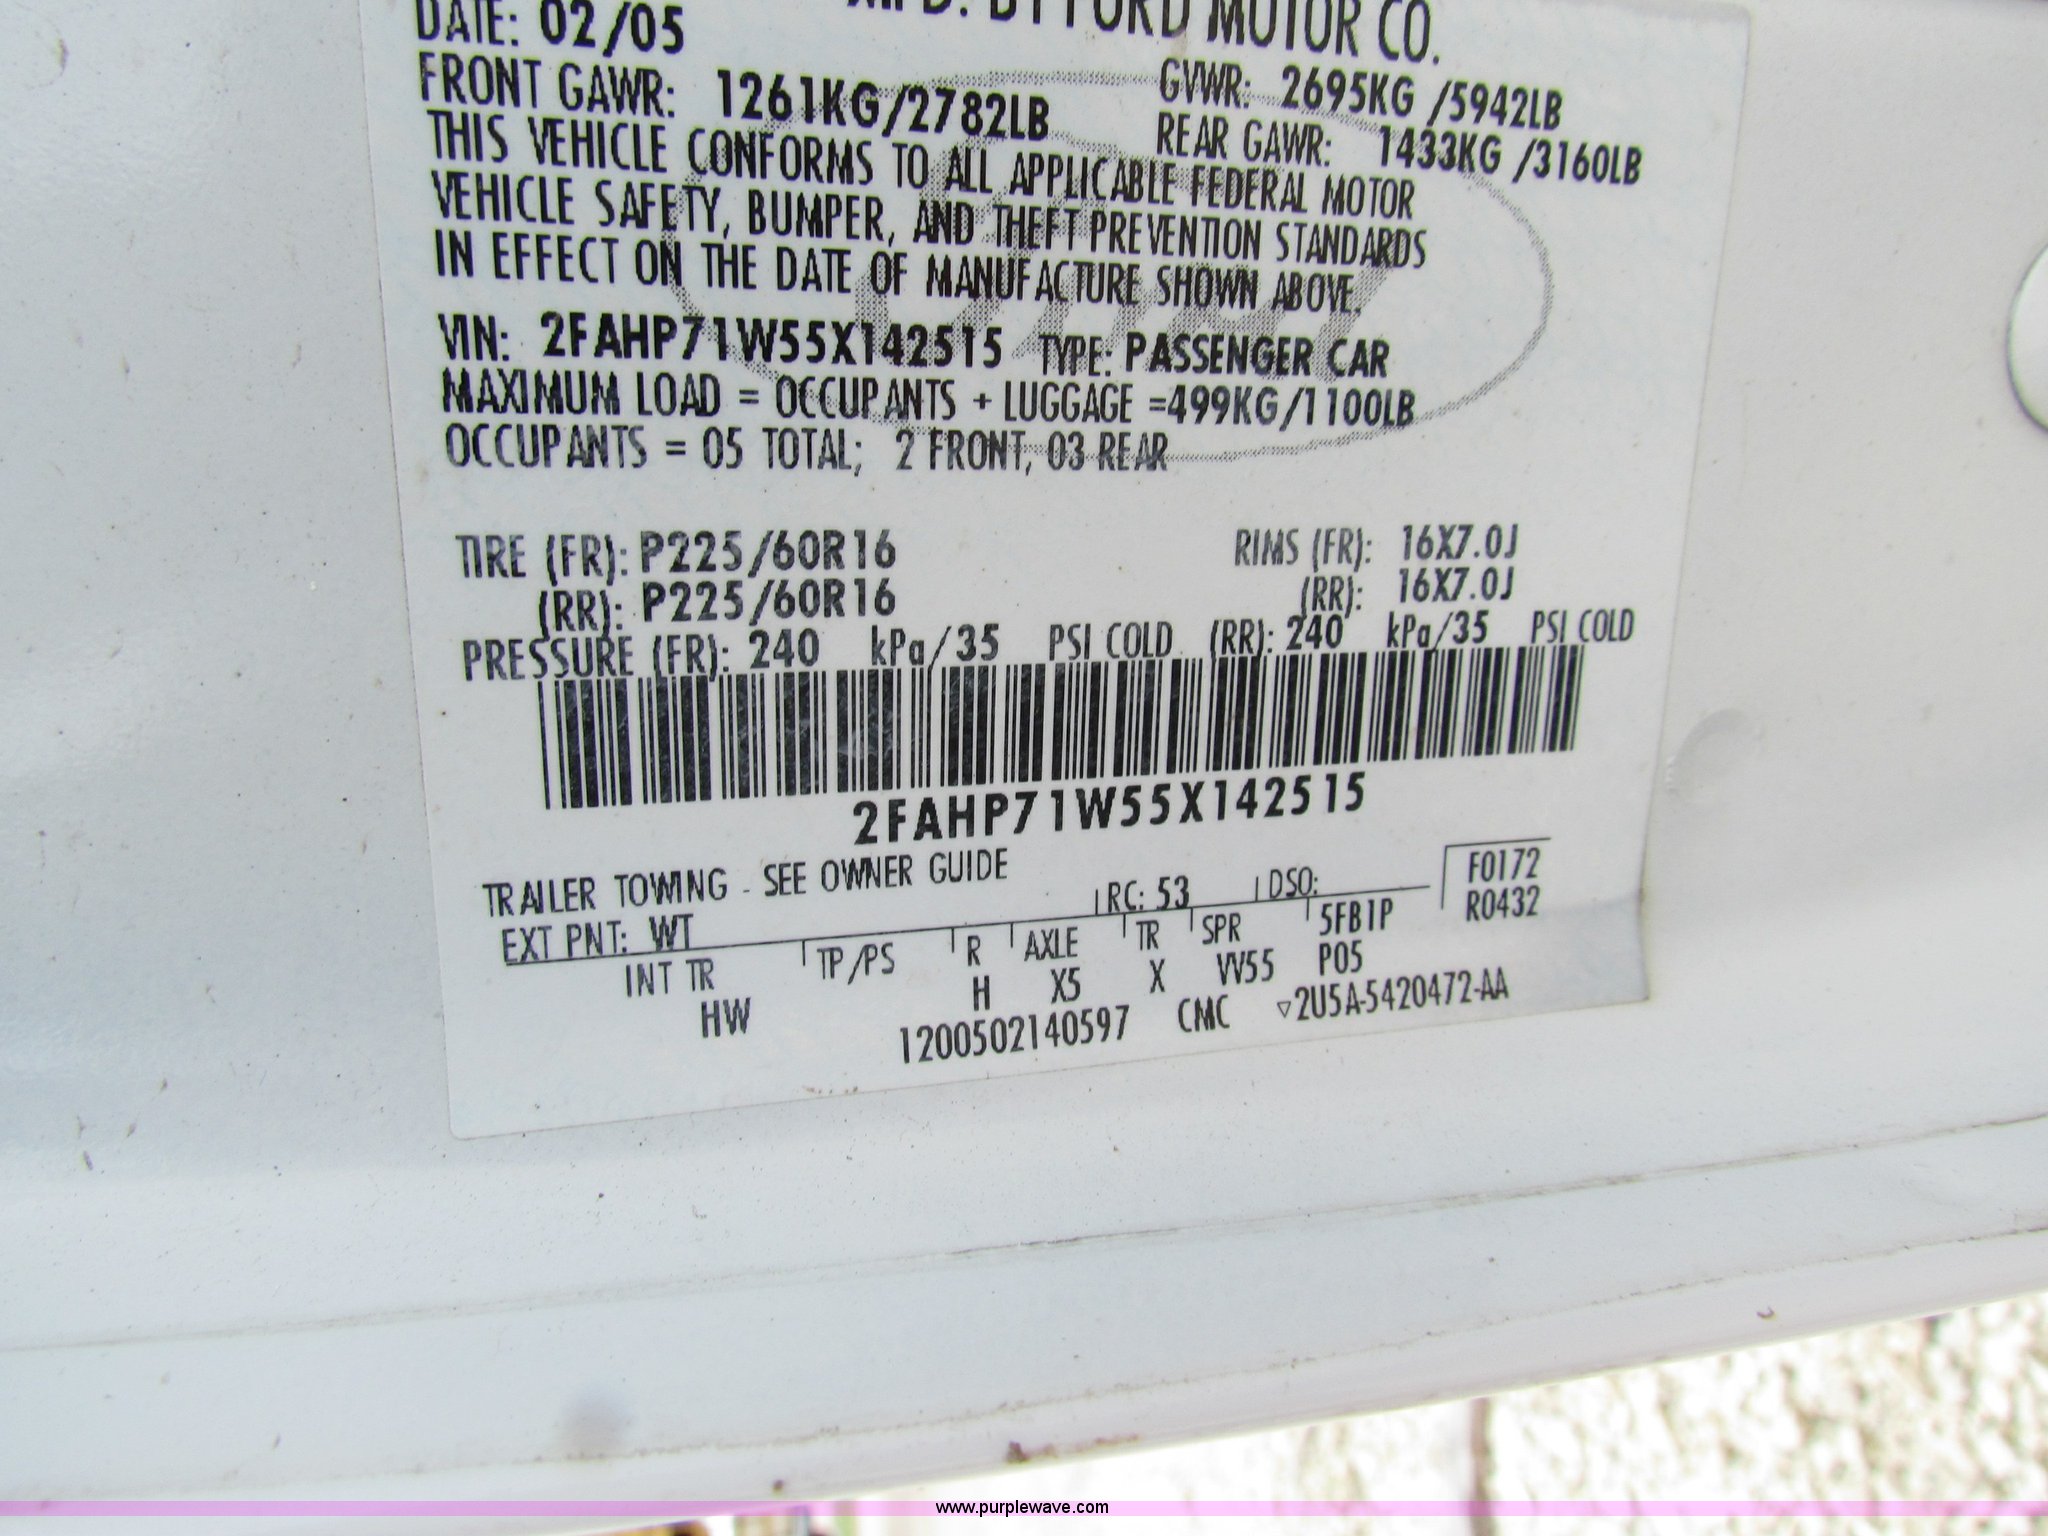 DATE: 02/05 MFD. BY FORD MOTOR CO.
FRONT GAWR: 1261KG/2782LB GVWR: 2695KG /5942LB
REAR GAWR: 1433KG /3160LB
THIS VEHICLE CONFORMS TO ALL APPLICABLE FEDERAL MOTOR
VEHICLE SAFETY, BUMPER, AND THEFT PREVENTION STANDARDS
IN EFFECT ON THE DATE OF MANUFACTURE SHOWN ABOVE.
VIN: 2FAHP71W55X142515 TYPE: PASSENGER CAR
MAXIMUM LOAD = OCCUPANTS + LUGGAGE =499KG/1100LB
OCCUPANTS = 05 TOTAL; 2 FRONT, 03 REAR
TIRE (FR): P225/60R16 RIMS (FR): 16X7.0J
(RR): P225/60R16 (RR): 16X7.0J
PRESSURE (FR): 240 kPa/35 PSI COLD (RR): 240 kPa/35 PSI COLD
2FAHP71W55X142515
TRAILER TOWING - SEE OWNER GUIDE
EXT PNT: WT RC: 53 DSO: F0172
R0432
INT TR TP/PS R AXLE TR SPR 5FB1P
HW H X5 X VV55 P05
1200502140597 CMC ▽2U5A-5420472-AA
www.purplewave.com